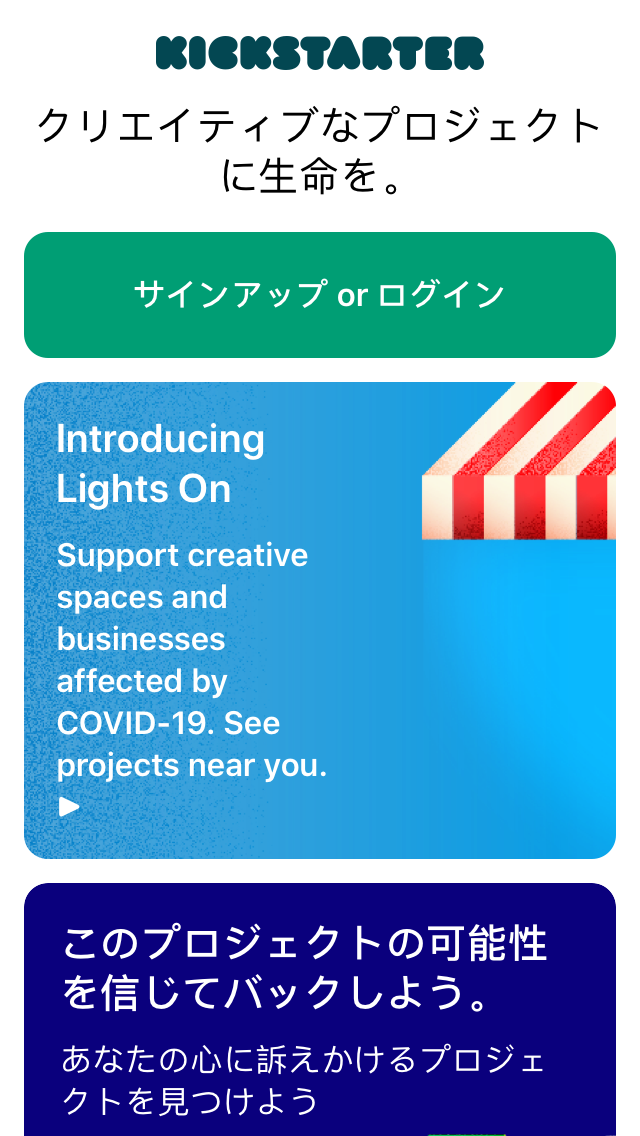 KICKSTARTER
クリエイティブなプロジェクト
に生命を。
サインアップ or ログイン
Introducing
Lights On
Support creative
spaces and
businesses
affected by
COVID-19. See
projects near you.
▶
このプロジェクトの可能性
を信じてバックしよう。
あなたの心に訴えかけるプロジェ
クトを見つけよう